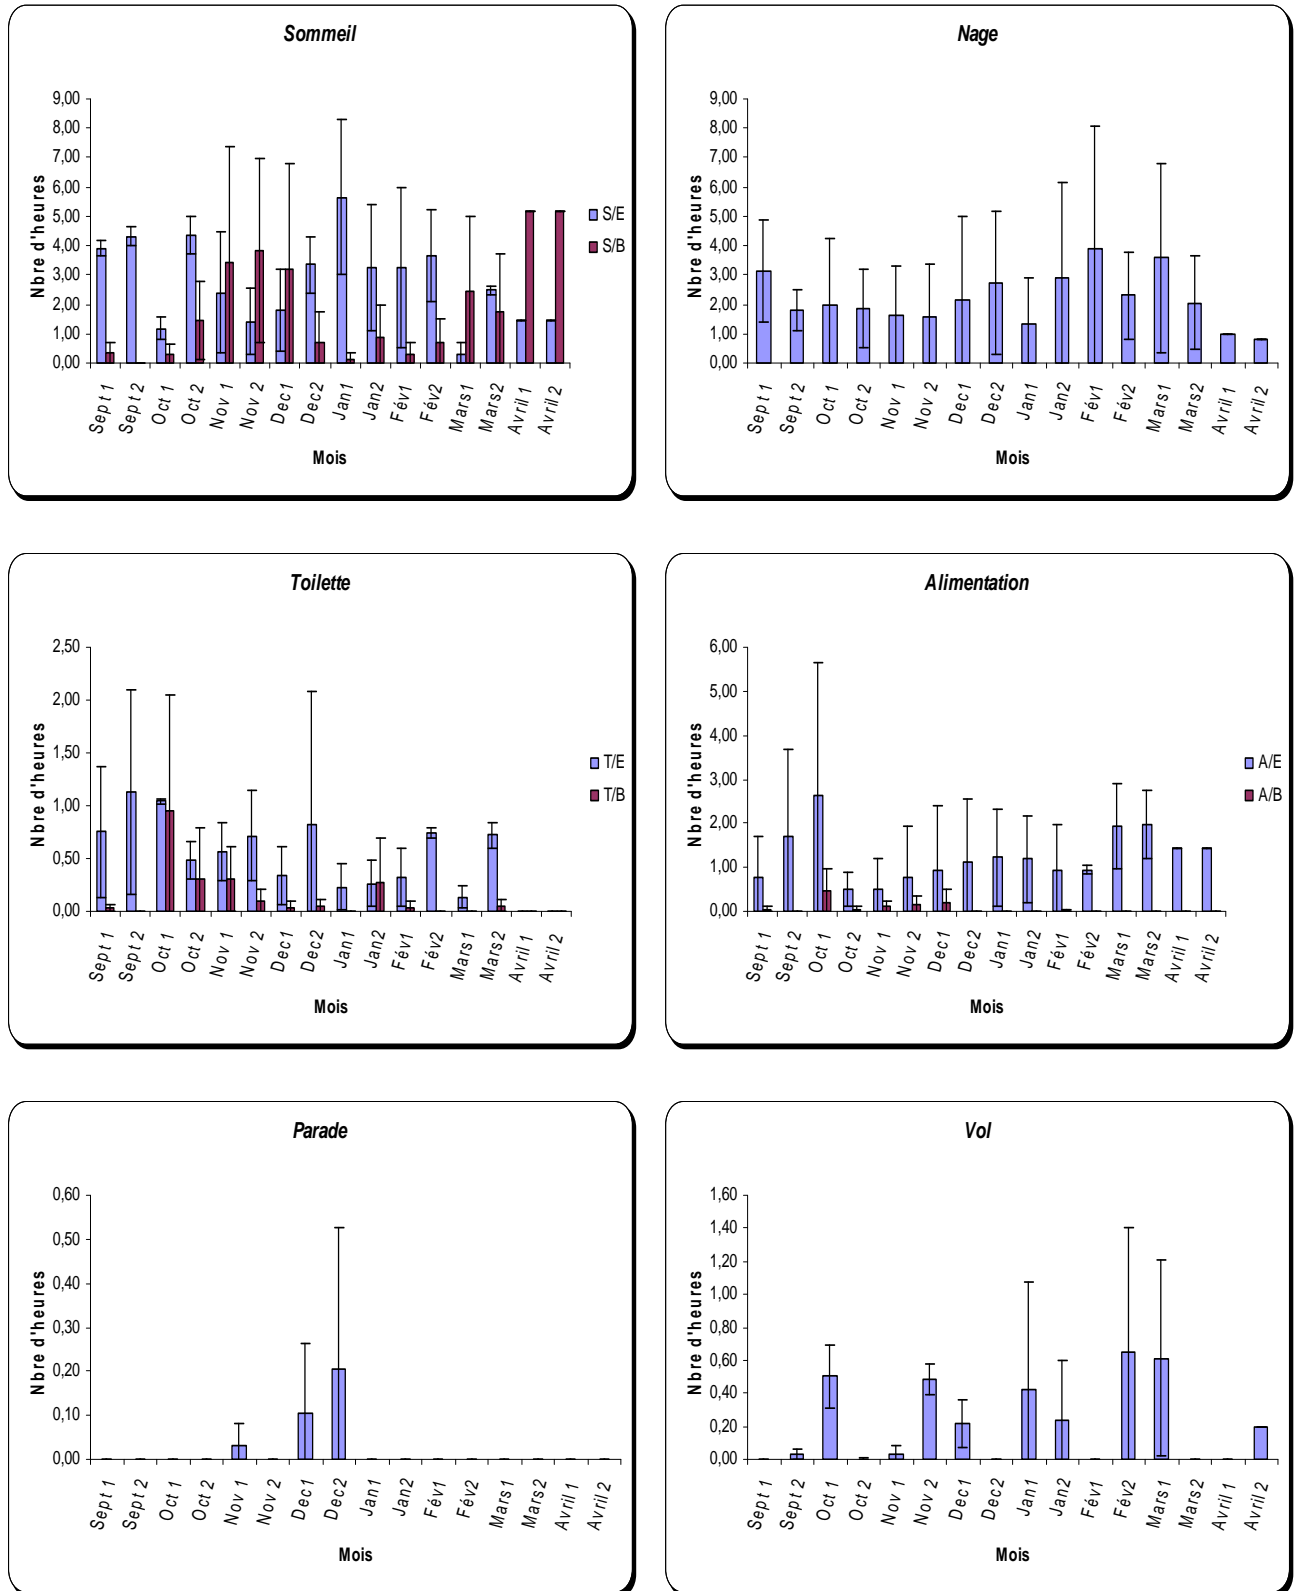 Sommeil
Nbre d'heures
9,00
8,00
7,00
6,00
5,00
4,00
3,00
2,00
1,00
0,00
Sept 1
Sept 2
Oct 1
Oct 2
Nov 1
Nov 2
Dec1
Dec2
Jan1
Jan2
Fév1
Fév2
Mars1
Mars2
Avril 1
Avril 2
Mois
S/E
S/B
Nage
Nbre d'heures
9,00
8,00
7,00
6,00
5,00
4,00
3,00
2,00
1,00
0,00
Sept 1
Sept 2
Oct 1
Oct 2
Nov 1
Nov 2
Dec1
Dec2
Jan1
Jan2
Fév1
Fév2
Mars1
Mars2
Avril 1
Avril 2
Mois
Toilette
Nbre d'heures
2,50
2,00
1,50
1,00
0,50
0,00
Sept 1
Sept 2
Oct 1
Oct 2
Nov 1
Nov 2
Dec1
Dec2
Jan1
Jan2
Fév1
Fév2
Mars1
Mars2
Avril 1
Avril 2
Mois
T/E
T/B
Alimentation
Nbre d'heures
6,00
5,00
4,00
3,00
2,00
1,00
0,00
Sept 1
Sept 2
Oct 1
Oct 2
Nov 1
Nov 2
Dec1
Dec2
Jan1
Jan2
Fév1
Fév2
Mars 1
Mars2
Avril 1
Avril 2
Mois
A/E
A/B
Parade
Nbre d'heures
0,60
0,50
0,40
0,30
0,20
0,10
0,00
Sept 1
Sept 2
Oct 1
Oct 2
Nov 1
Nov 2
Dec1
Dec2
Jan1
Jan2
Fév1
Fév2
Mars1
Mars2
Avril 1
Avril 2
Mois
Vol
Nbre d'heures
1,60
1,40
1,20
1,00
0,80
0,60
0,40
0,20
0,00
Sept 1
Sept 2
Oct 1
Oct 2
Nov 1
Nov 2
Dec1
Dec2
Jan1
Jan2
Fév1
Fév2
Mars1
Mars2
Avril 1
Avril 2
Mois